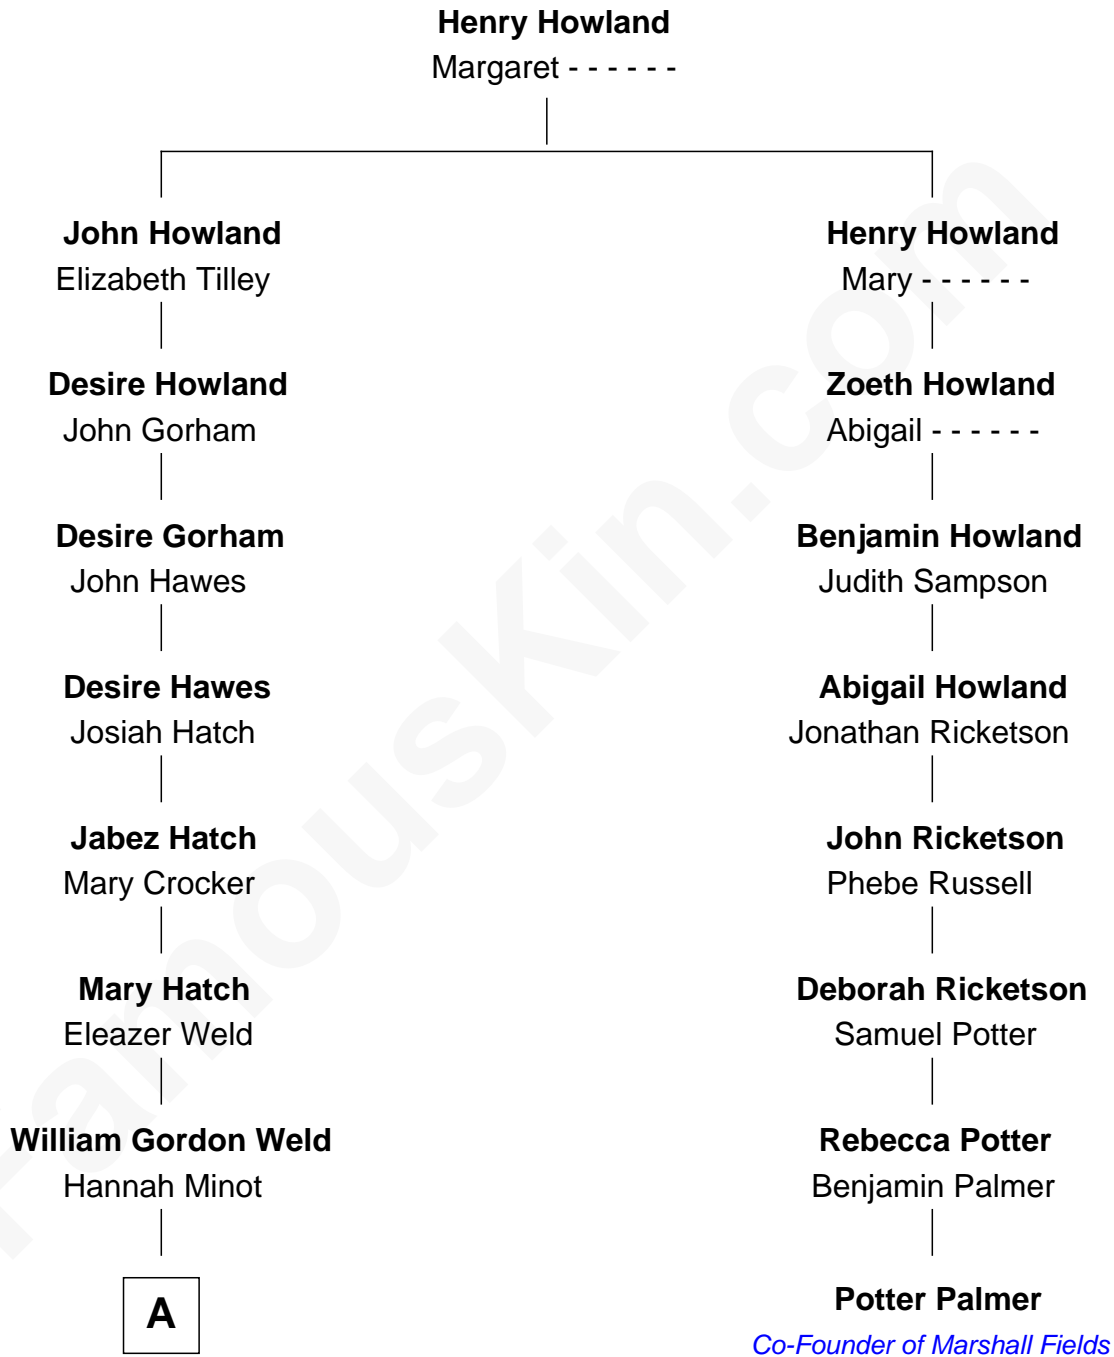 Henry Howland
Margaret - - - - - -
John Howland
Elizabeth Tilley
Henry Howland
Mary - - - - - -
Desire Howland
John Gorham
Zoeth Howland
Abigail - - - - - -
Desire Gorham
John Hawes
Benjamin Howland
Judith Sampson
Desire Hawes
Josiah Hatch
Abigail Howland
Jonathan Ricketson
Jabez Hatch
Mary Crocker
John Ricketson
Phebe Russell
Mary Hatch
Eleazer Weld
Deborah Ricketson
Samuel Potter
William Gordon Weld
Hannah Minot
Rebecca Potter
Benjamin Palmer
A
Potter Palmer
Co-Founder of Marshall Fields
FamousKin.com